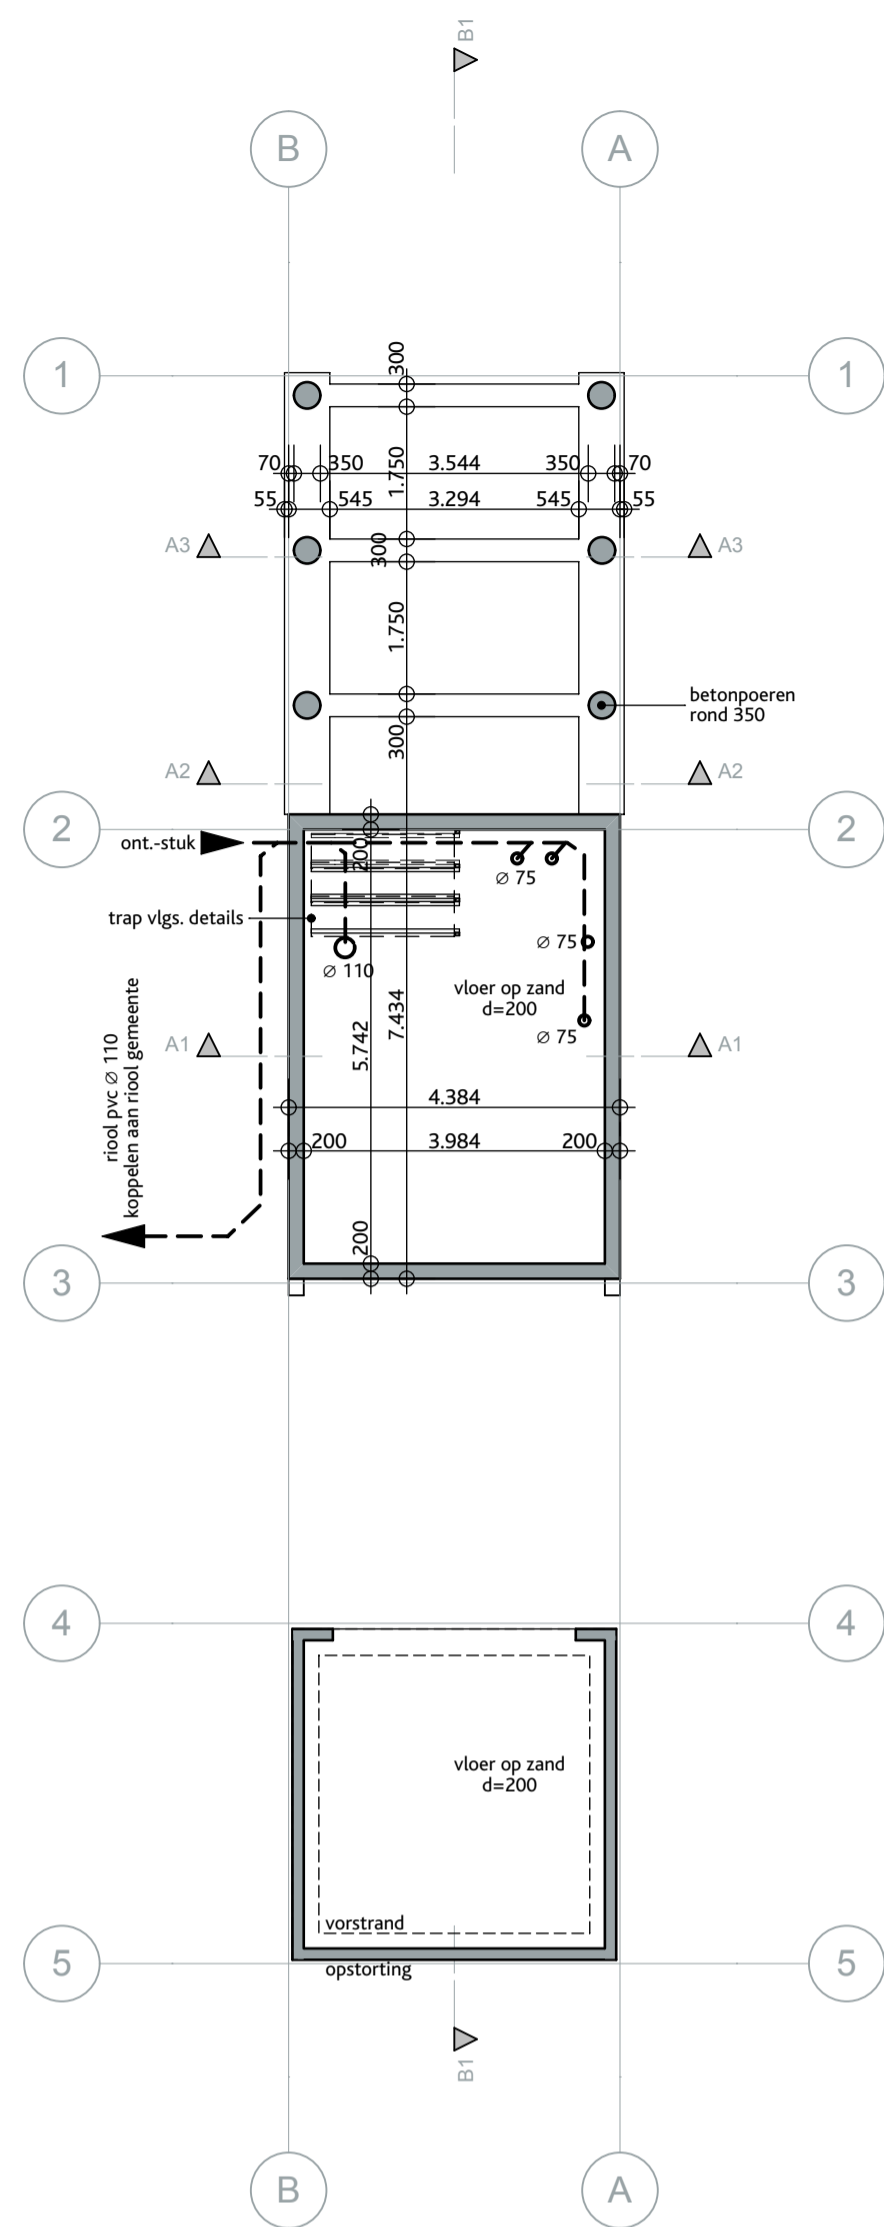 B1
B A
1 1
300
70 350 1.750 3.544 350 70
55 545 3.294 545 55
A3 300 A3
1.750
betonpoeren
rond 350
300
A2 A2
2 2
ont.-stuk
200
∅ 75
trap vlgs. details
∅ 75
∅ 110
vloer op zand
d=200
∅ 75
5.742
7.434
A1 A1
riool pvc ∅ 110
koppelen aan riool gemeente
4.384
200 3.984 200
200
3 3
4 4
vloer op zand
d=200
vorstrand
5 5
opstorting
B1
B A